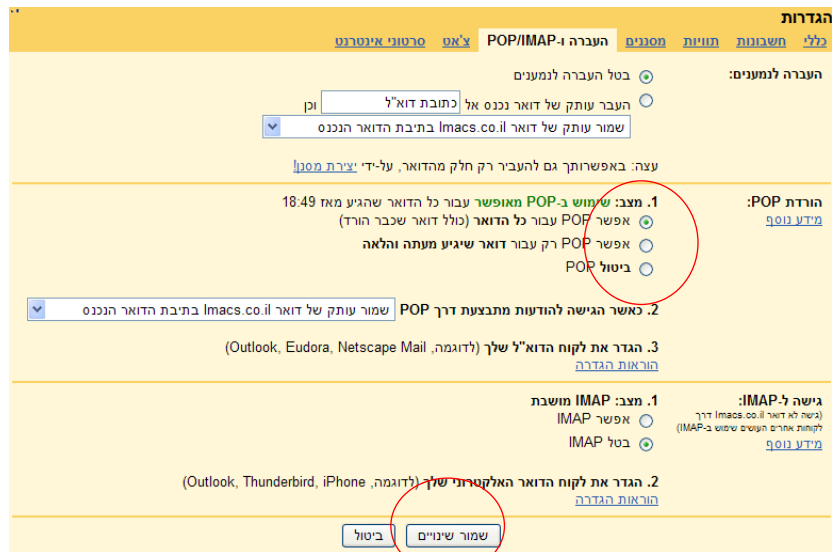 הגדרות
כללי חשבונות תוויות מסננים העברה ו-POP/IMAP צ'אט סרטוני אינטרנט
העברה לנמענים:
בטל העברה לנמענים
העבר עותק של דואר נכנס אל כתובת דוא"ל וכן
שמור עותק של דואר Imacs.co.il בתיבת הדואר הנכנס
עצה: באפשרותך גם להעביר רק חלק מהדואר, על-ידי יצירת מסנן!
הורדת POP:
מידע נוסף
1. מצב: שימוש ב-POP מאופשר עבור כל הדואר שהגיע מאז 18:49
אפשר POP עבור כל הדואר (כולל דואר שכבר הורד)
אפשר POP רק עבור דואר שיגיע מעתה והלאה
ביטול POP
2. כאשר הגישה להודעות מתבצעת דרך POP שמור עותק של דואר Imacs.co.il בתיבת הדואר הנכנס
3. הגדר את לקוח הדוא"ל שלך (לדוגמה, Outlook, Eudora, Netscape Mail)
הוראות הגדרה
גישה ל-IMAP:
(גישה לא דואר Imacs.co.il דרך
לקוחות אחרים העושים שימוש ב-IMAP)
מידע נוסף
1. מצב: IMAP מושבת
אפשר IMAP
בטל IMAP
2. הגדר את לקוח הדואר האלקטרוני שלך (לדוגמה, Outlook, Thunderbird, iPhone)
הוראות הגדרה
שמור שינויים ביטול